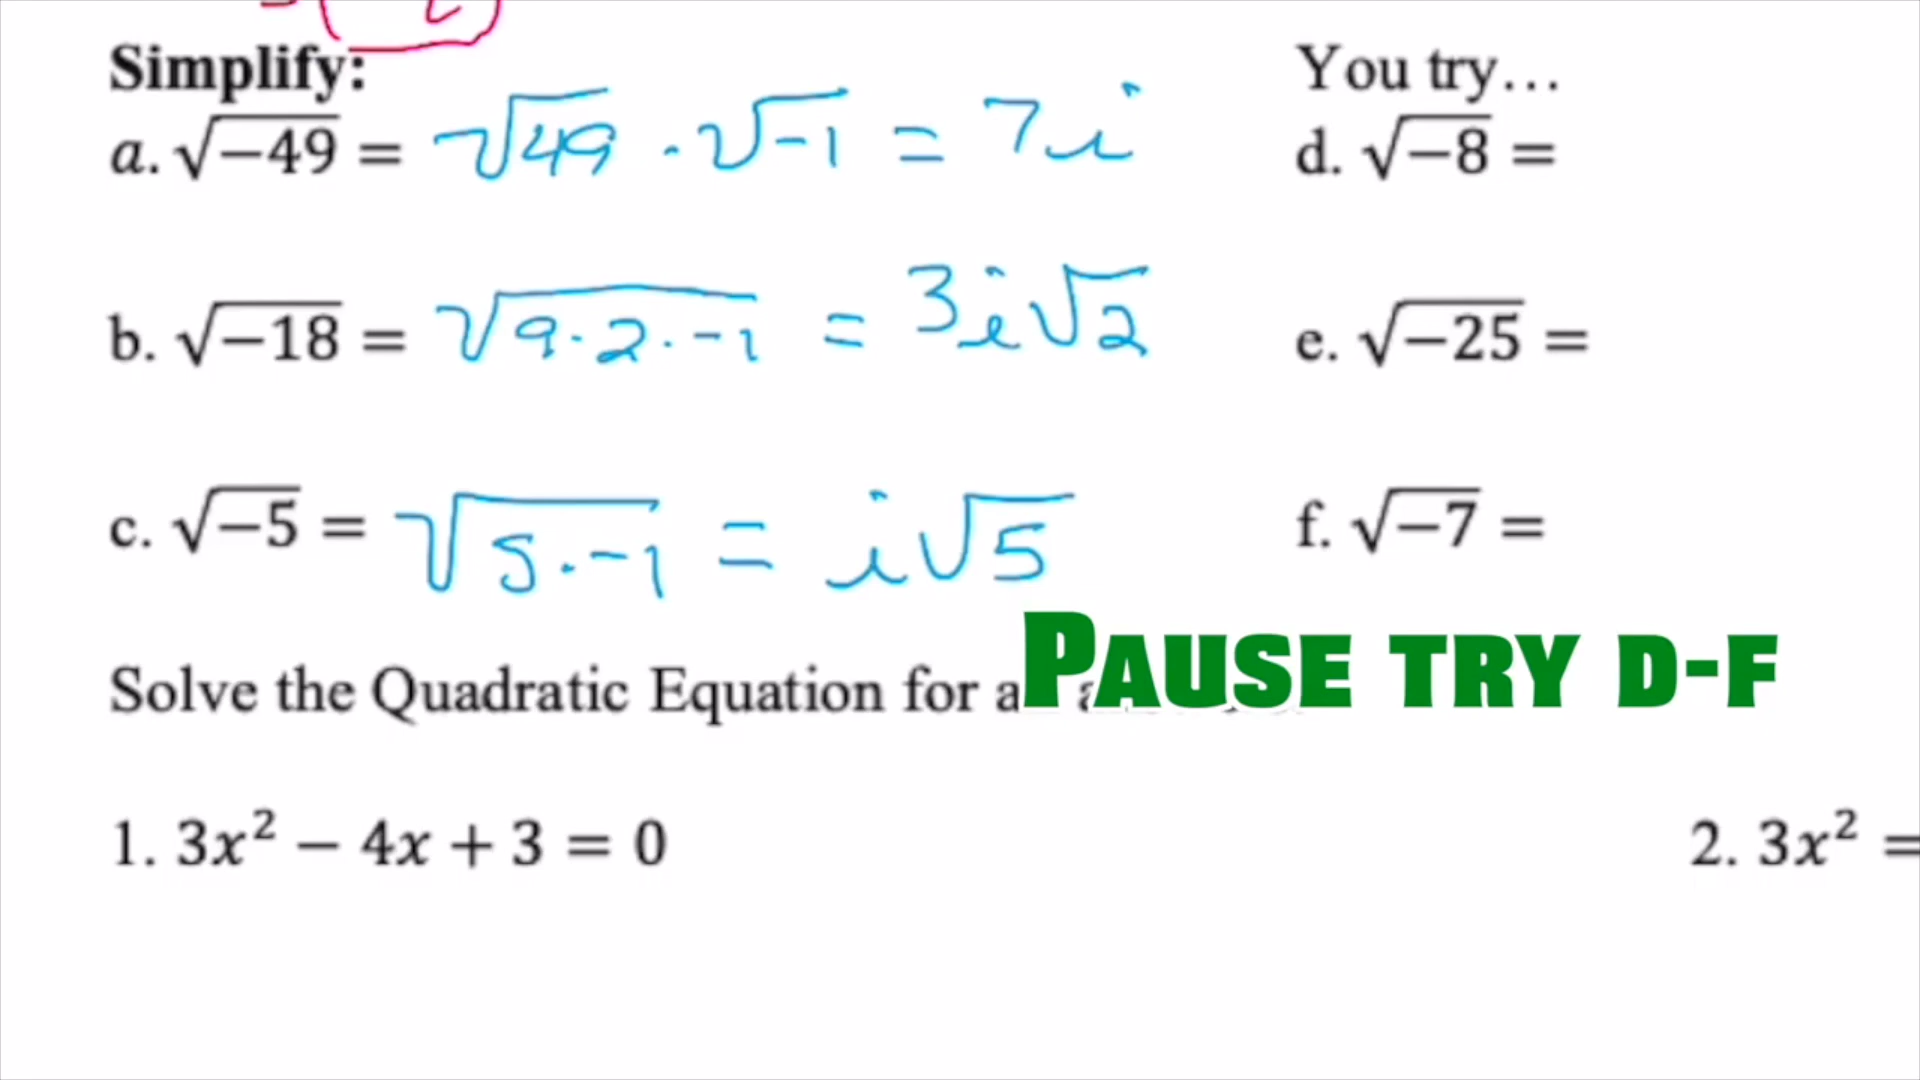 Simplify:
a. √−49 = √49 · √−1 = 7i
b. √−18 = √9·2·−1 = 3i√2
c. √−5 = √5·−1 = i√5
You try…
d. √−8 =
e. √−25 =
f. √−7 =
PAUSE TRY D-F
Solve the Quadratic Equation for
1. 3x² − 4x + 3 = 0
2. 3x² =